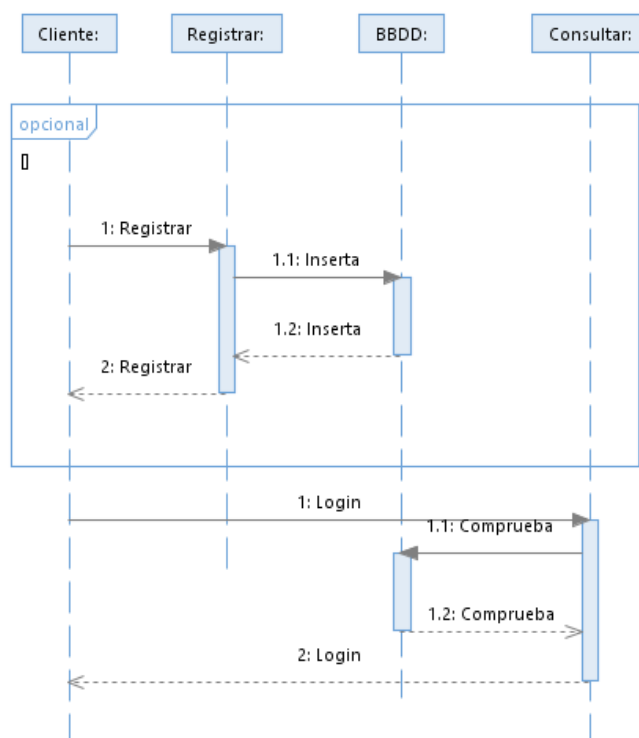 Cliente:
Registrar:
BBDD:
Consultar:
opcional
[]
1: Registrar
1.1: Inserta
1.2: Inserta
2: Registrar
1: Login
1.1: Comprueba
1.2: Comprueba
2: Login